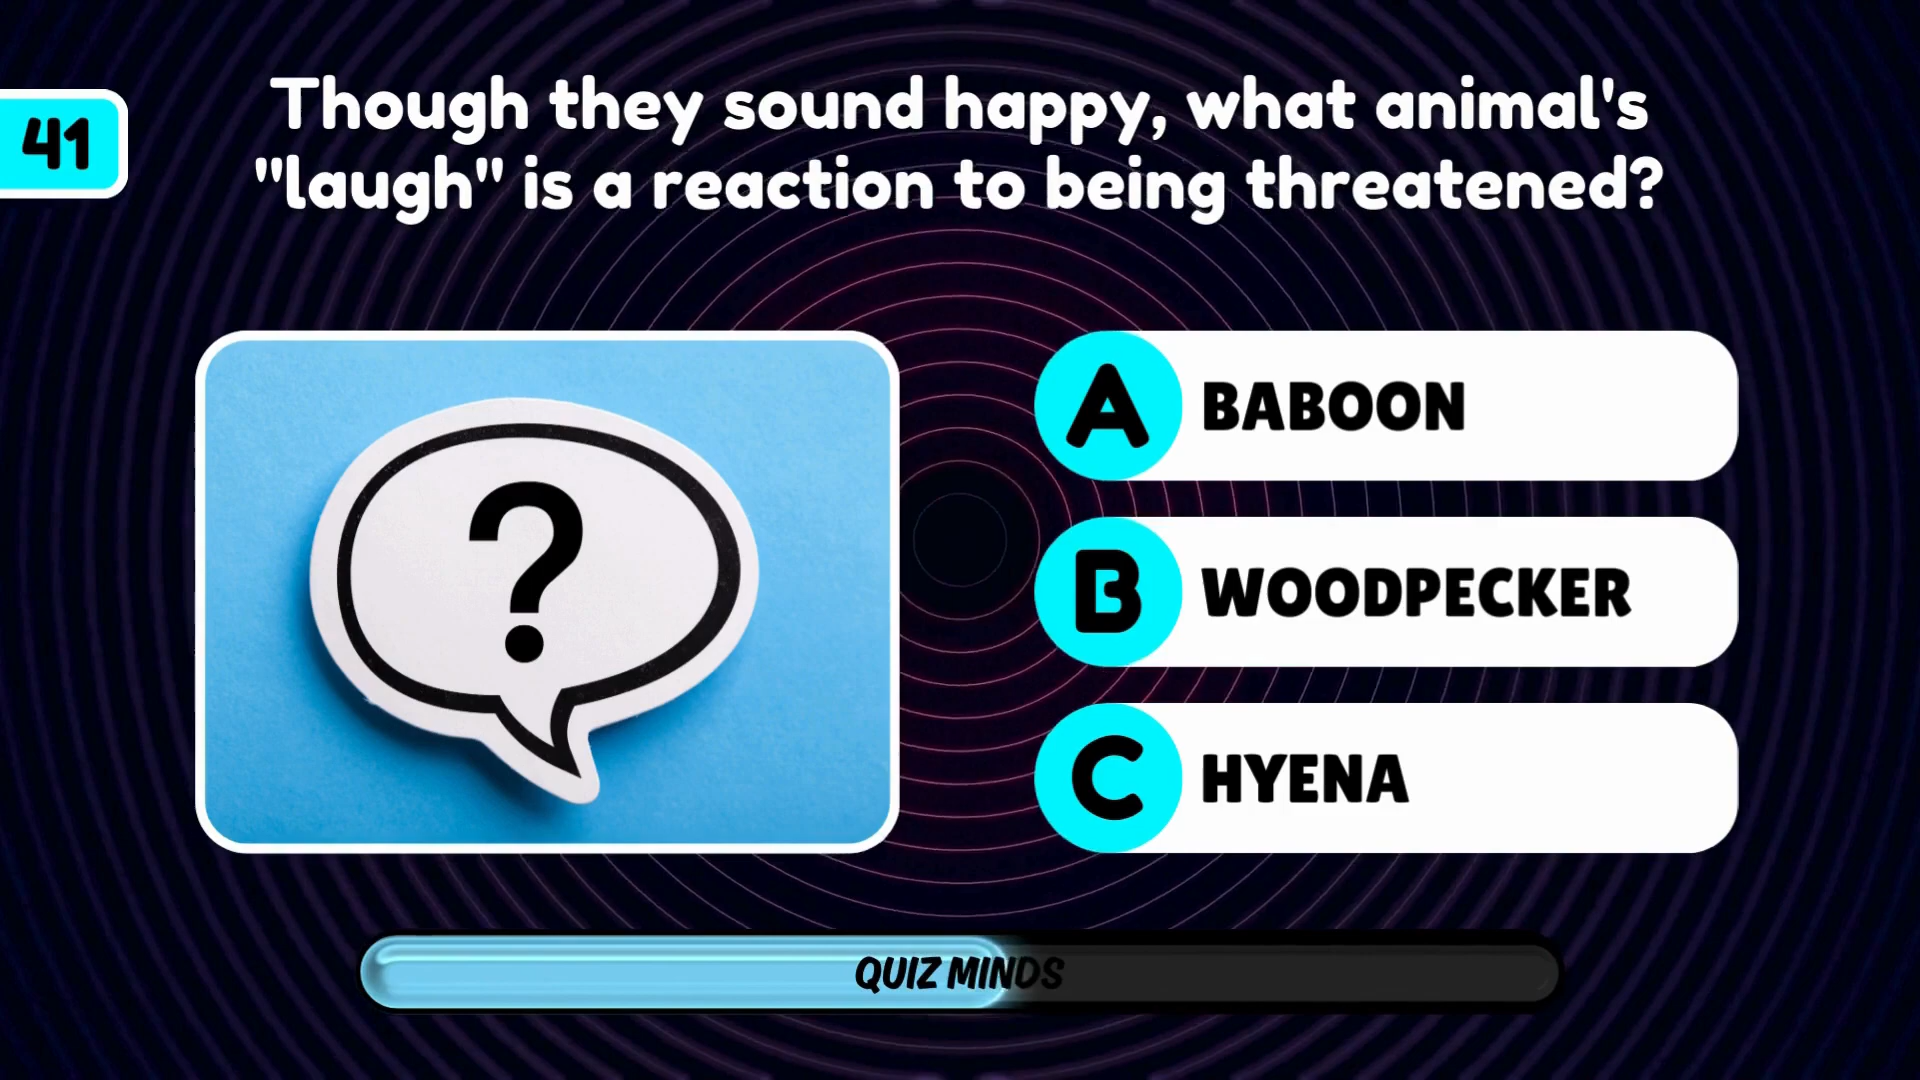 41
Though they sound happy, what animal's
"laugh" is a reaction to being threatened?
?
A BABOON
B WOODPECKER
C HYENA
QUIZ MINDS